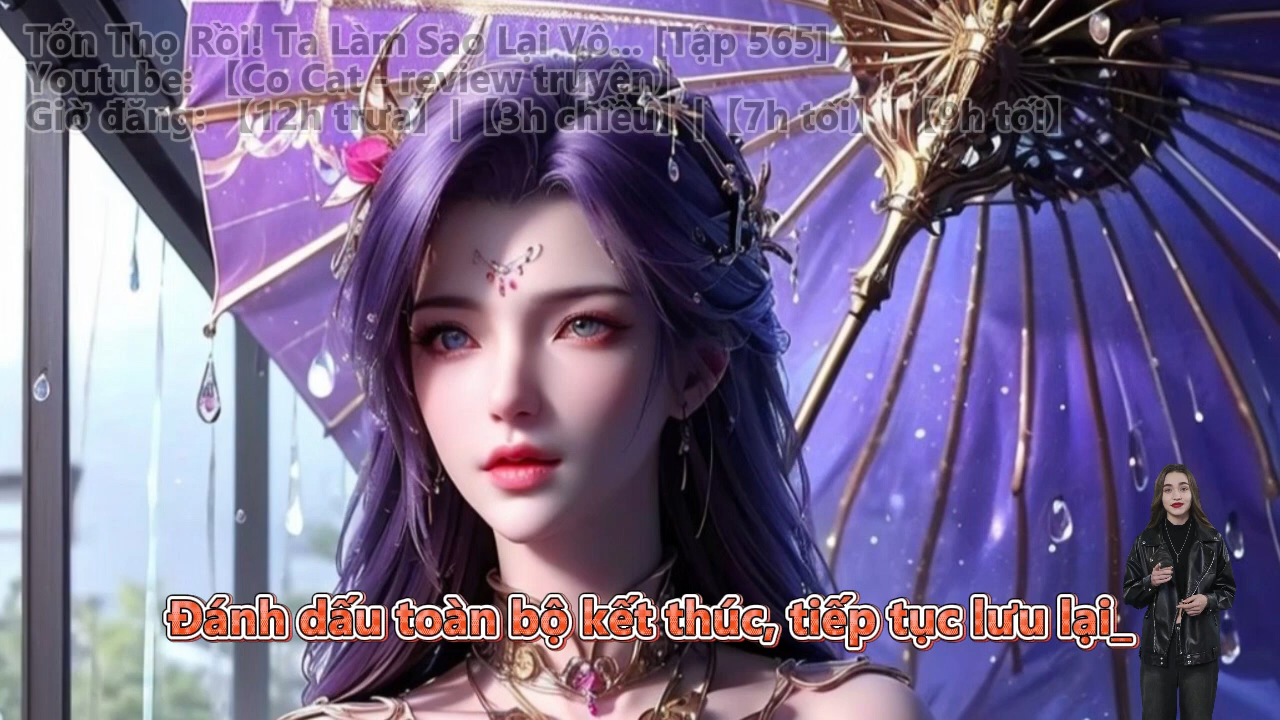 Tổn Thọ Rồi! Ta Làm Sao Lại Vô... [Tập 565]
Youtube: 【Co Cat - review truyện】
Giờ đăng: 【12h trưa】 | 【3h chiều】 | 【7h tối】 | 【9h tối】
Đánh dấu toàn bộ kết thúc, tiếp tục lưu lại_